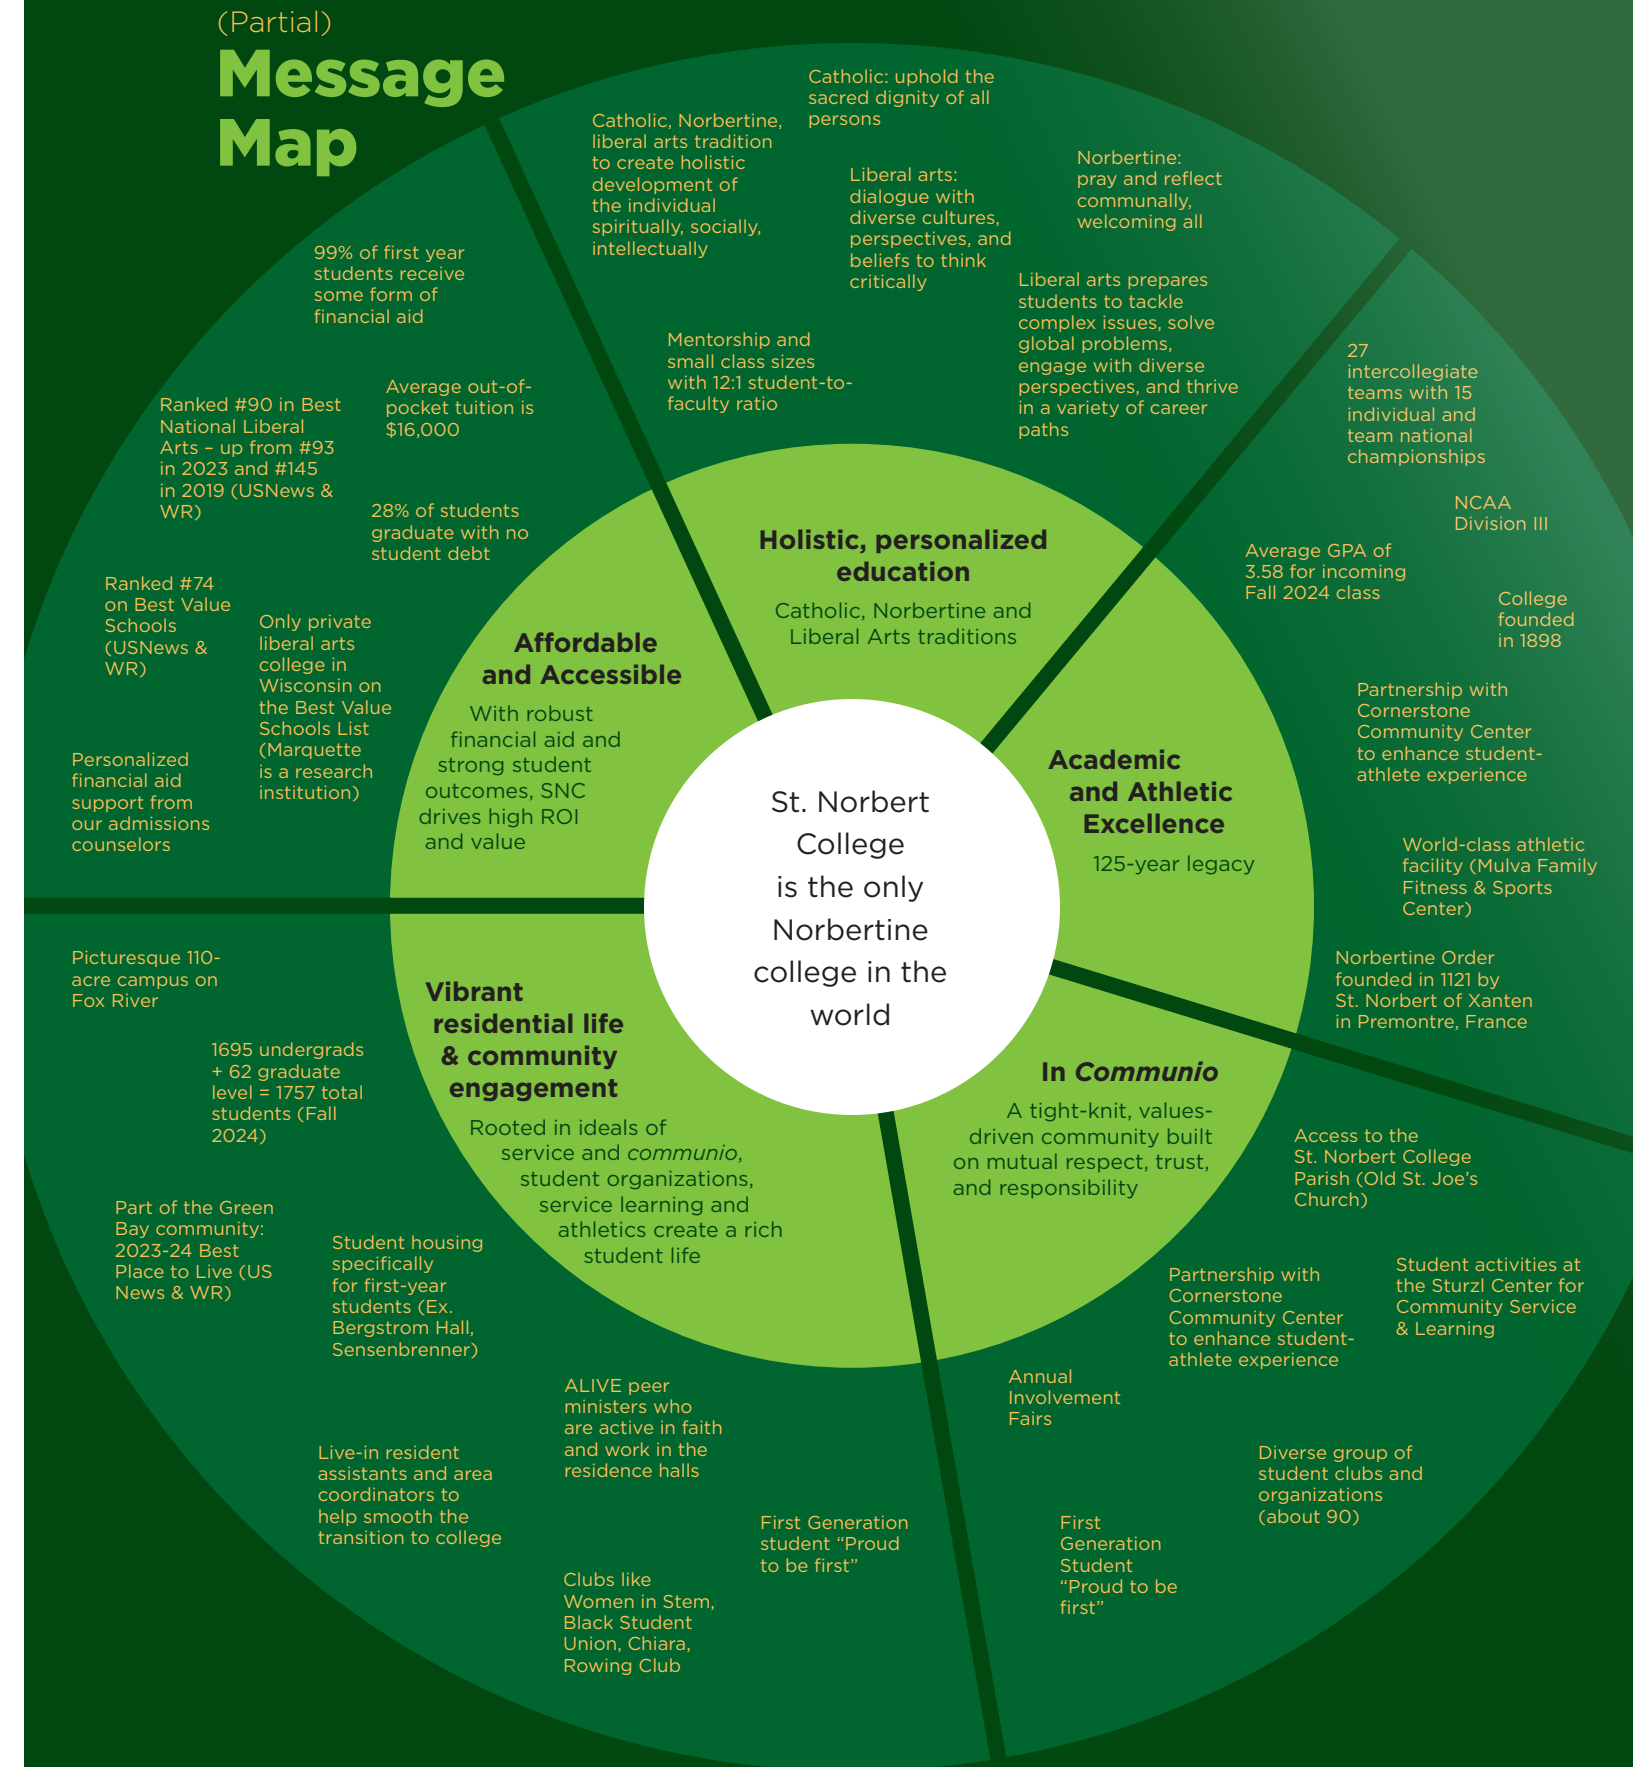 (Partial)
Message
Map
Catholic: uphold the
sacred dignity of all
persons
Catholic, Norbertine,
liberal arts tradition
to create holistic
development of
the individual
spiritually, socially,
intellectually
Liberal arts:
dialogue with
diverse cultures,
perspectives, and
beliefs to think
critically
Norbertine:
pray and reflect
communally,
welcoming all
Liberal arts prepares
students to tackle
complex issues, solve
global problems,
engage with diverse
perspectives, and thrive
in a variety of career
paths
Mentorship and
small class sizes
with 12:1 student-to-
faculty ratio
Holistic, personalized
education
Catholic, Norbertine and
Liberal Arts traditions
99% of first year
students receive
some form of
financial aid
Average out-of-
pocket tuition is
$16,000
Ranked #90 in Best
National Liberal
Arts – up from #93
in 2023 and #145
in 2019 (USNews &
WR)
28% of students
graduate with no
student debt
Ranked #74
on Best Value
Schools
(USNews &
WR)
Only private
liberal arts
college in
Wisconsin on
the Best Value
Schools List
(Marquette
is a research
institution)
Personalized
financial aid
support from
our admissions
counselors
Affordable
and Accessible
With robust
financial aid and
strong student
outcomes, SNC
drives high ROI
and value
27
intercollegiate
teams with 15
individual and
team national
championships
NCAA
Division III
Average GPA of
3.58 for incoming
Fall 2024 class
College
founded
in 1898
Partnership with
Cornerstone
Community Center
to enhance student-
athlete experience
World-class athletic
facility (Mulva Family
Fitness & Sports
Center)
Norbertine Order
founded in 1121 by
St. Norbert of Xanten
in Premontre, France
Academic
and Athletic
Excellence
125-year legacy
St. Norbert
College
is the only
Norbertine
college in the
world
Vibrant
residential life
& community
engagement
Rooted in ideals of
service and communio,
student organizations,
service learning and
athletics create a rich
student life
Picturesque 110-
acre campus on
Fox River
1695 undergrads
+ 62 graduate
level = 1757 total
students (Fall
2024)
Part of the Green
Bay community:
2023-24 Best
Place to Live (US
News & WR)
Student housing
specifically
for first-year
students (Ex.
Bergstrom Hall,
Sensenbrenner)
ALIVE peer
ministers who
are active in faith
and work in the
residence halls
Live-in resident
assistants and area
coordinators to
help smooth the
transition to college
First Generation
student “Proud
to be first”
Clubs like
Women in Stem,
Black Student
Union, Chiara,
Rowing Club
In Communio
A tight-knit, values-
driven community built
on mutual respect, trust,
and responsibility
Access to the
St. Norbert College
Parish (Old St. Joe’s
Church)
Student activities at
the Sturzl Center for
Community Service
& Learning
Partnership with
Cornerstone
Community Center
to enhance student-
athlete experience
Annual
Involvement
Fairs
Diverse group of
student clubs and
organizations
(about 90)
First
Generation
Student
“Proud to be
first”